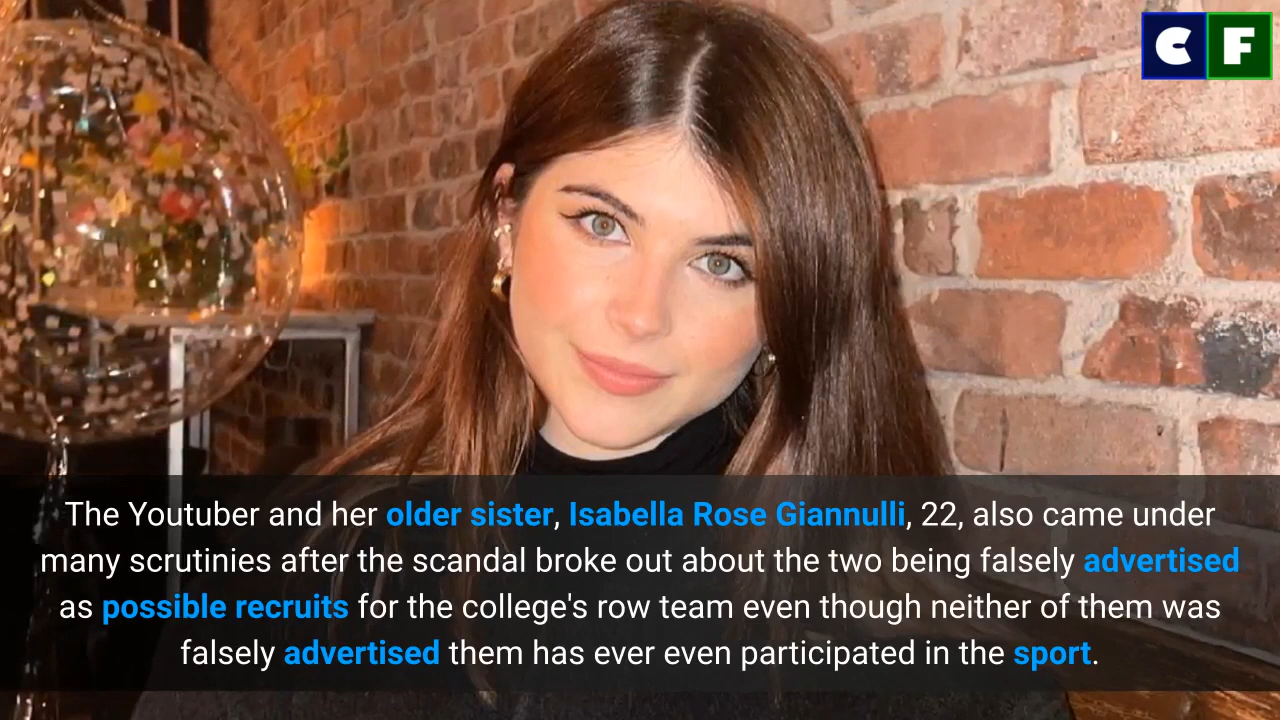 C F
The Youtuber and her older sister, Isabella Rose Giannulli, 22, also came under
many scrutinies after the scandal broke out about the two being falsely advertised
as possible recruits for the college's row team even though neither of them was
falsely advertised them has ever even participated in the sport.